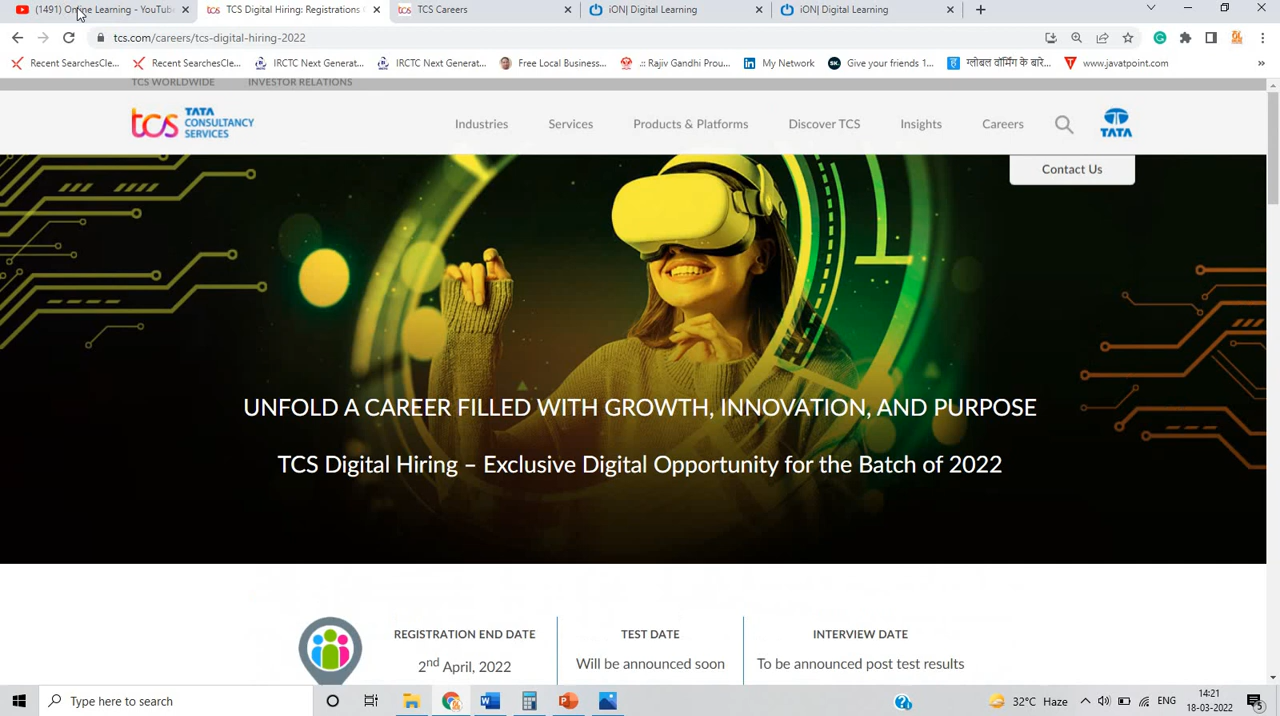 (1491) Online Learning - YouTub
TCS Digital Hiring: Registrations
TCS Careers
iON| Digital Learning
iON| Digital Learning
tcs.com/careers/tcs-digital-hiring-2022
Recent SearchesCle...
Recent SearchesCle...
IRCTC Next Generat...
IRCTC Next Generat...
Free Local Business...
.:: Rajiv Gandhi Prou...
My Network
Give your friends 1...
ग्लोबल वॉर्मिंग के बारे...
www.javatpoint.com
TCS WORLDWIDE INVESTOR RELATIONS
tcs TATA CONSULTANCY SERVICES
Industries Services Products & Platforms Discover TCS Insights Careers
TATA
Contact Us
UNFOLD A CAREER FILLED WITH GROWTH, INNOVATION, AND PURPOSE
TCS Digital Hiring – Exclusive Digital Opportunity for the Batch of 2022
REGISTRATION END DATE TEST DATE INTERVIEW DATE
2nd April, 2022 Will be announced soon To be announced post test results
Type here to search
32°C Haze
ENG
14:21
18-03-2022
5